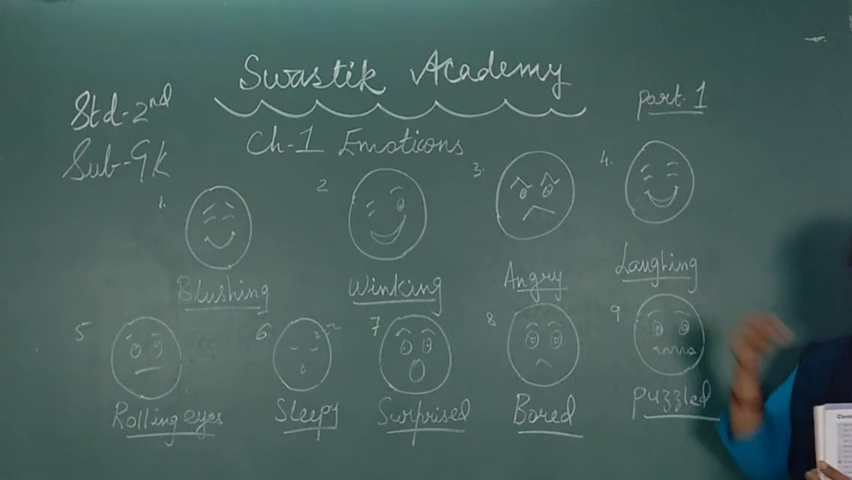 Swastik Academy
Std-2nd
part-1
Sub-Gk
Ch-1 Emoticons
1.
2
3.
4.
Blushing
Winking
Angry
Laughing
5
6.
7
8
9
Rolling eyes
Sleepy
Surprised
Bored
Puzzled